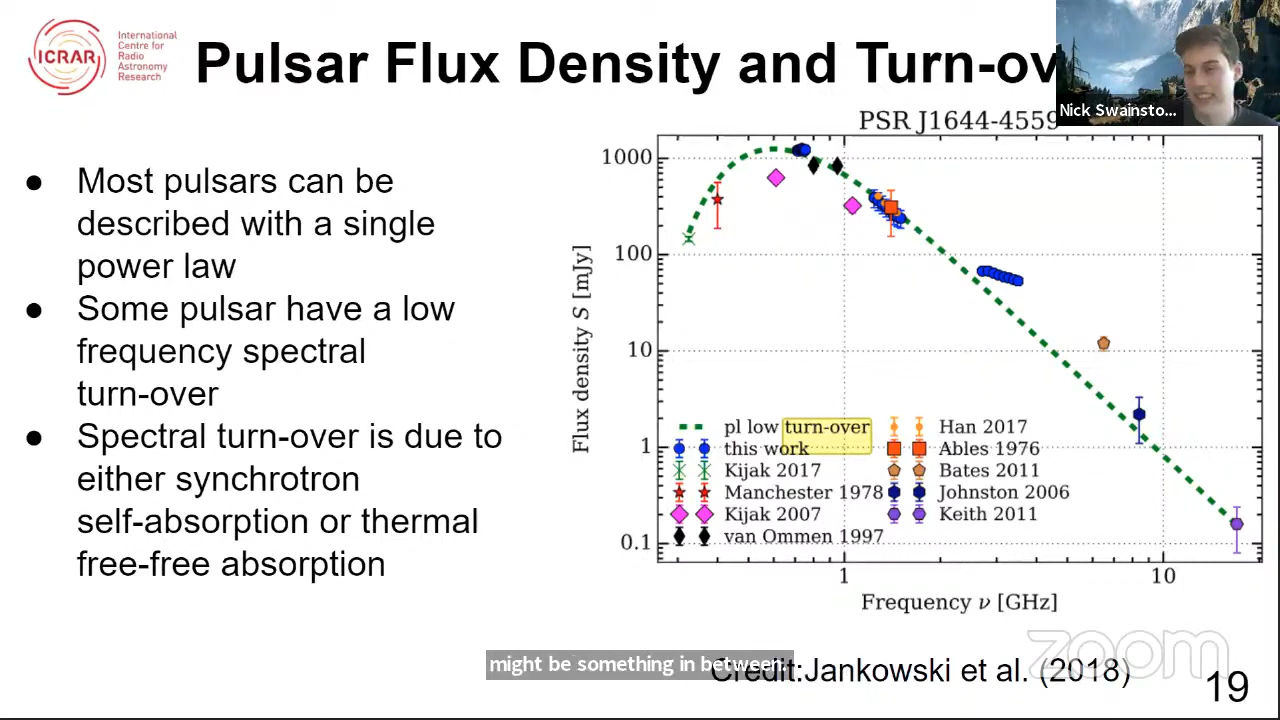 ICRAR
International
Centre for
Radio
Astronomy
Research
Pulsar Flux Density and Turn-ov
Nick Swainsto...
● Most pulsars can be
described with a single
power law
● Some pulsar have a low
frequency spectral
turn-over
● Spectral turn-over is due to
either synchrotron
self-absorption or thermal
free-free absorption
PSR J1644-4559
Flux density S [mJy]
1000
100
10
1
0.1
pl low turn-over
this work
Kijak 2017
Manchester 1978
Kijak 2007
van Ommen 1997
Han 2017
Ables 1976
Bates 2011
Johnston 2006
Keith 2011
1
10
Frequency ν [GHz]
zoom
might be something in between.
Credit:Jankowski et al. (2018)
19